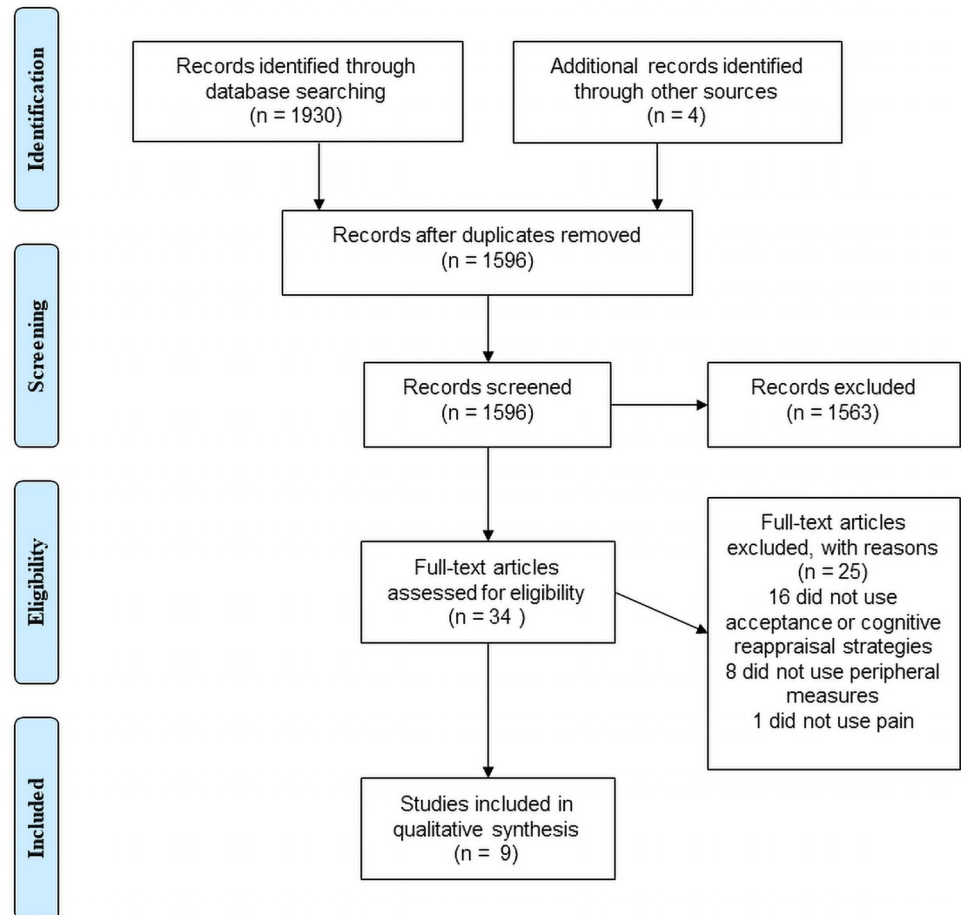 Identification
Records identified through
database searching
(n = 1930)
Additional records identified
through other sources
(n = 4)
Records after duplicates removed
(n = 1596)
Screening
Records screened
(n = 1596)
Records excluded
(n = 1563)
Eligibility
Full-text articles
assessed for eligibility
(n = 34 )
Full-text articles
excluded, with reasons
(n = 25)
16 did not use
acceptance or cognitive
reappraisal strategies
8 did not use peripheral
measures
1 did not use pain
Included
Studies included in
qualitative synthesis
(n = 9)